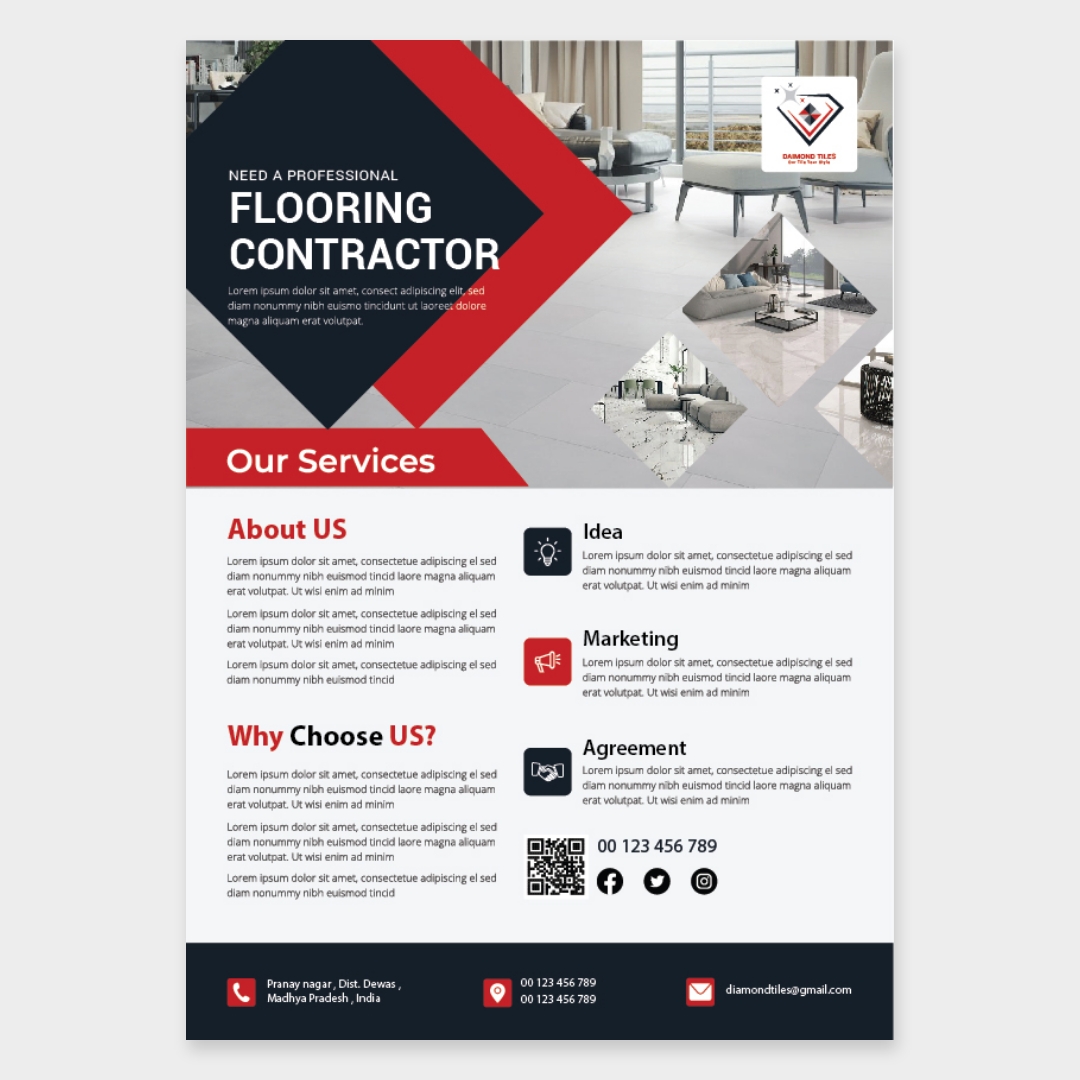 DAIMOND TILES
Our Tile Your Style
NEED A PROFESSIONAL
FLOORING
CONTRACTOR
Lorem ipsum dolor sit amet, consect adipiscing elit, sed
diam nonummy nibh euismo tincidunt ut laoreet dolore
magna aliquam erat volutpat.
Our Services
About US
Lorem ipsum dolor sit amet, consectetue adipiscing el sed
diam nonummy nibh euismod tincid laore magna aliquam
erat volutpat. Ut wisi enim ad minim
Lorem ipsum dolor sit amet, consectetue adipiscing el sed
diam nonummy nibh euismod tincid laore magna aliquam
erat volutpat. Ut wisi enim ad minim
Lorem ipsum dolor sit amet, consectetue adipiscing el sed
diam nonummy nibh euismod tincid
Why Choose US?
Lorem ipsum dolor sit amet, consectetue adipiscing el sed
diam nonummy nibh euismod tincid laore magna aliquam
erat volutpat. Ut wisi enim ad minim
Lorem ipsum dolor sit amet, consectetue adipiscing el sed
diam nonummy nibh euismod tincid laore magna aliquam
erat volutpat. Ut wisi enim ad minim
Lorem ipsum dolor sit amet, consectetue adipiscing el sed
diam nonummy nibh euismod tincid
Idea
Lorem ipsum dolor sit amet, consectetue adipiscing el sed
diam nonummy nibh euismod tincid laore magna aliquam
erat volutpat. Ut wisi enim ad minim
Marketing
Lorem ipsum dolor sit amet, consectetue adipiscing el sed
diam nonummy nibh euismod tincid laore magna aliquam
erat volutpat. Ut wisi enim ad minim
Agreement
Lorem ipsum dolor sit amet, consectetue adipiscing el sed
diam nonummy nibh euismod tincid laore magna aliquam
erat volutpat. Ut wisi enim ad minim
00 123 456 789
Pranay nagar , Dist. Dewas ,
Madhya Pradesh , India
00 123 456 789
00 123 456 789
diamondtiles@gmail.com